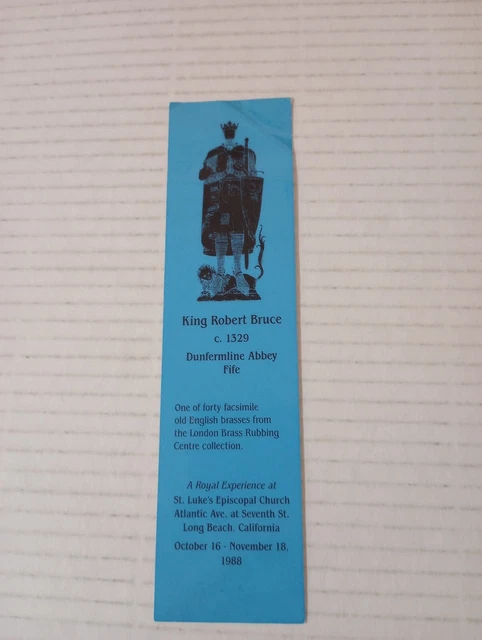 King Robert Bruce
c. 1329
Dunfermline Abbey
Fife
One of forty facsimile
old English brasses from
the London Brass Rubbing
Centre collection.
A Royal Experience at
St. Luke's Episcopal Church
Atlantic Ave. at Seventh St.
Long Beach, California
October 16 - November 18,
1988